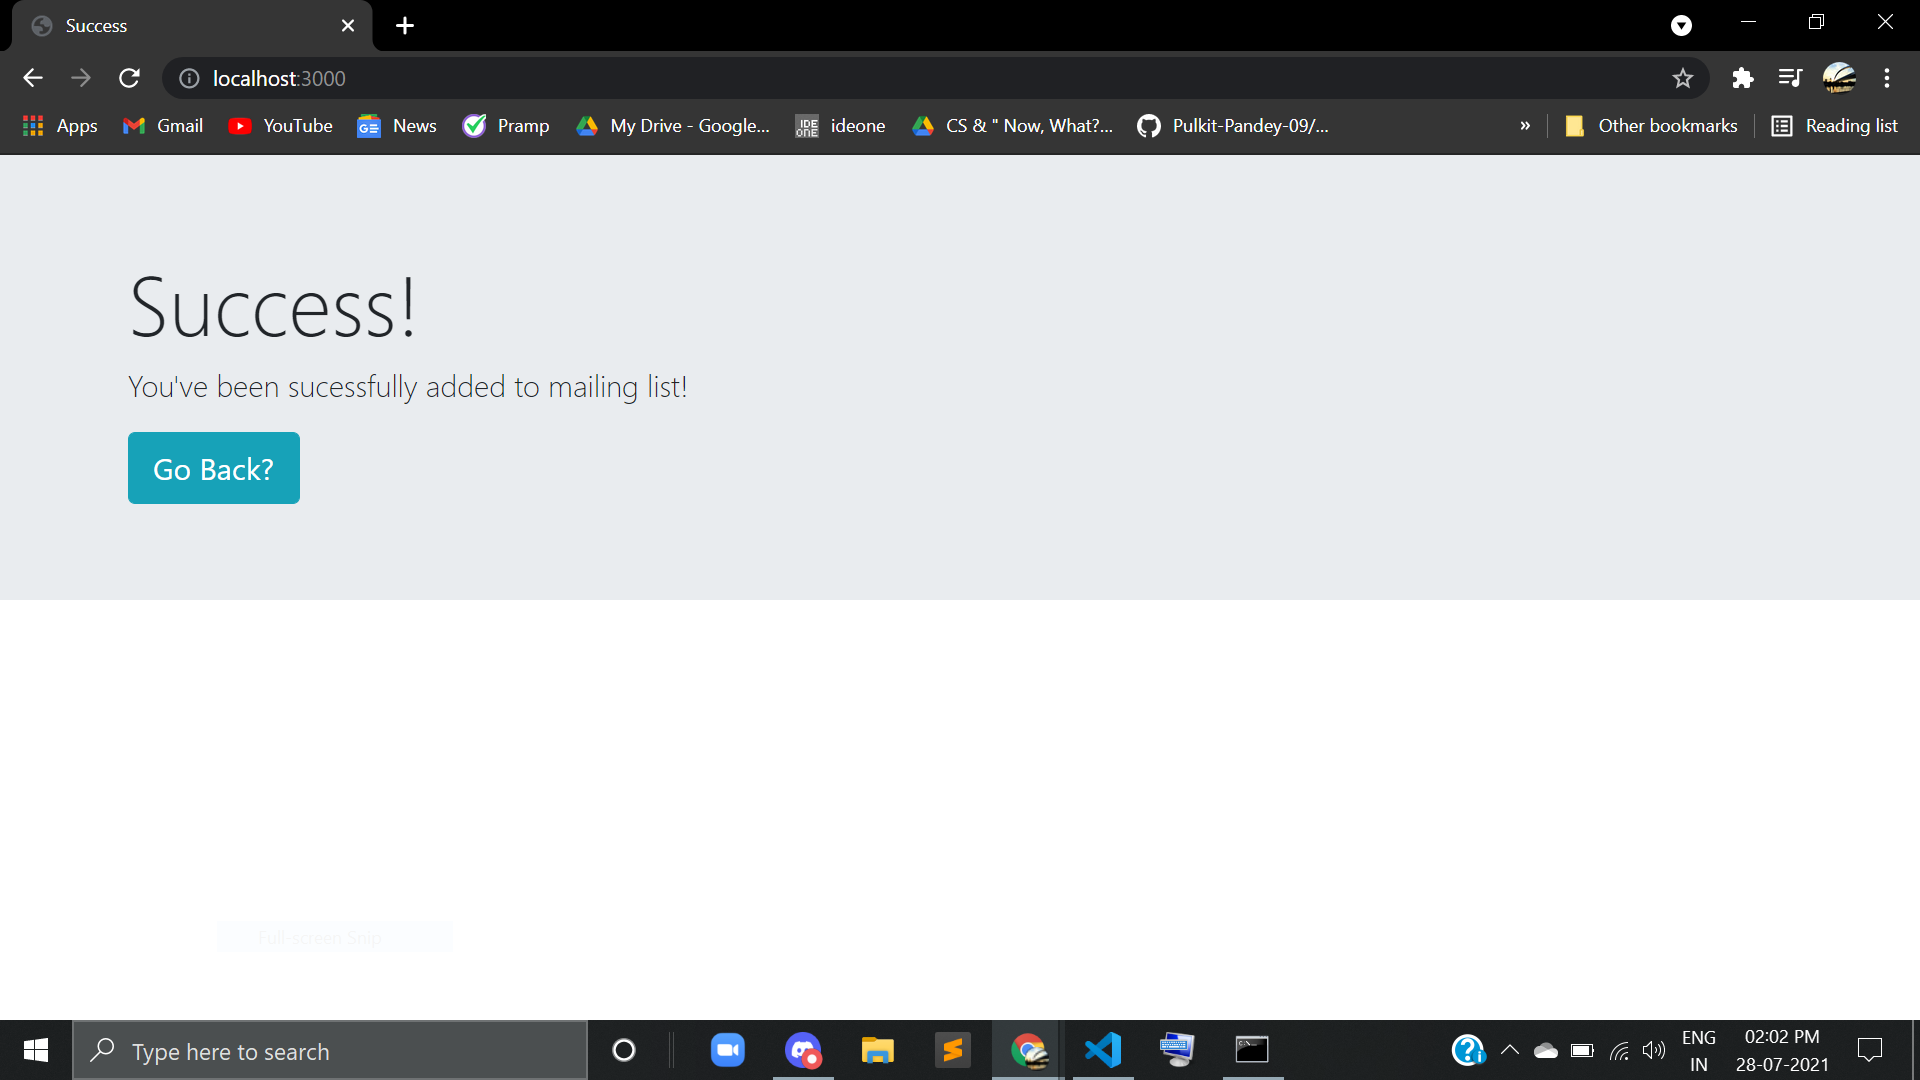 Success
localhost:3000
Apps Gmail YouTube News Pramp My Drive - Google... ideone CS & " Now, What?... Pulkit-Pandey-09/... » Other bookmarks Reading list
Success!
You've been sucessfully added to mailing list!
Go Back?
Full-screen Snip
Type here to search
ENG
IN
02:02 PM
28-07-2021